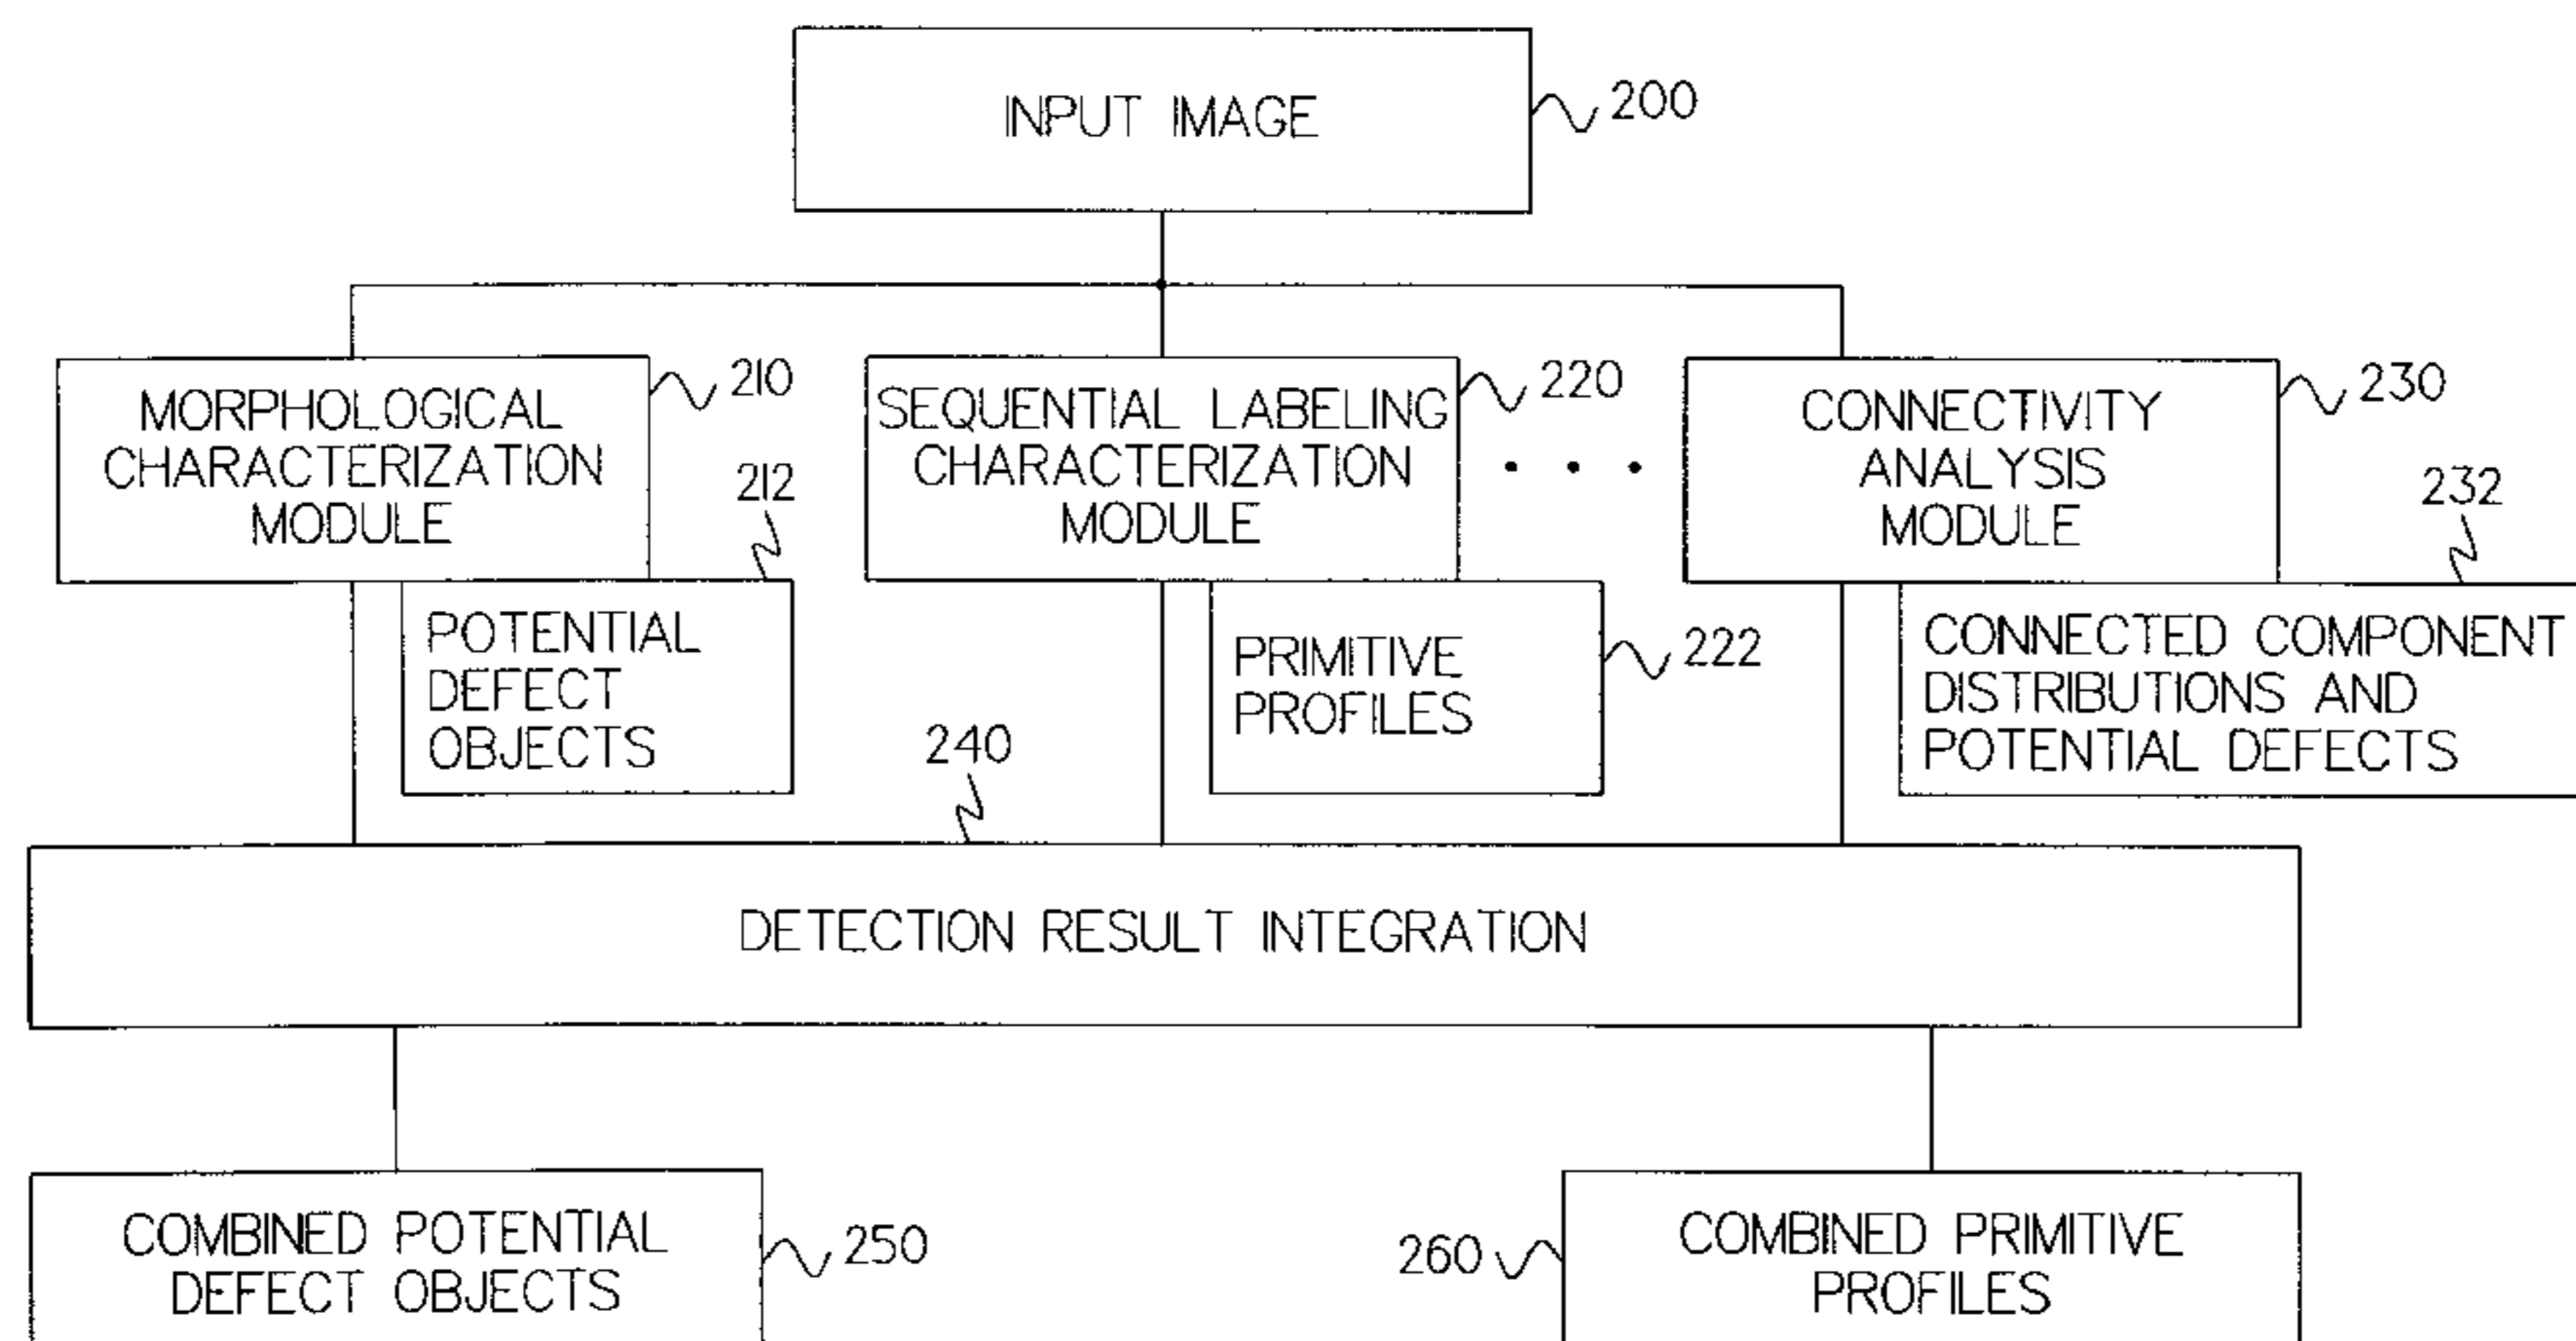 INPUT IMAGE
200
MORPHOLOGICAL
CHARACTERIZATION
MODULE
210
212
POTENTIAL
DEFECT
OBJECTS
SEQUENTIAL LABELING
CHARACTERIZATION
MODULE
220
PRIMITIVE
PROFILES
222
• • •
CONNECTIVITY
ANALYSIS
MODULE
230
232
CONNECTED COMPONENT
DISTRIBUTIONS AND
POTENTIAL DEFECTS
240
DETECTION RESULT INTEGRATION
COMBINED POTENTIAL
DEFECT OBJECTS
250
260
COMBINED PRIMITIVE
PROFILES